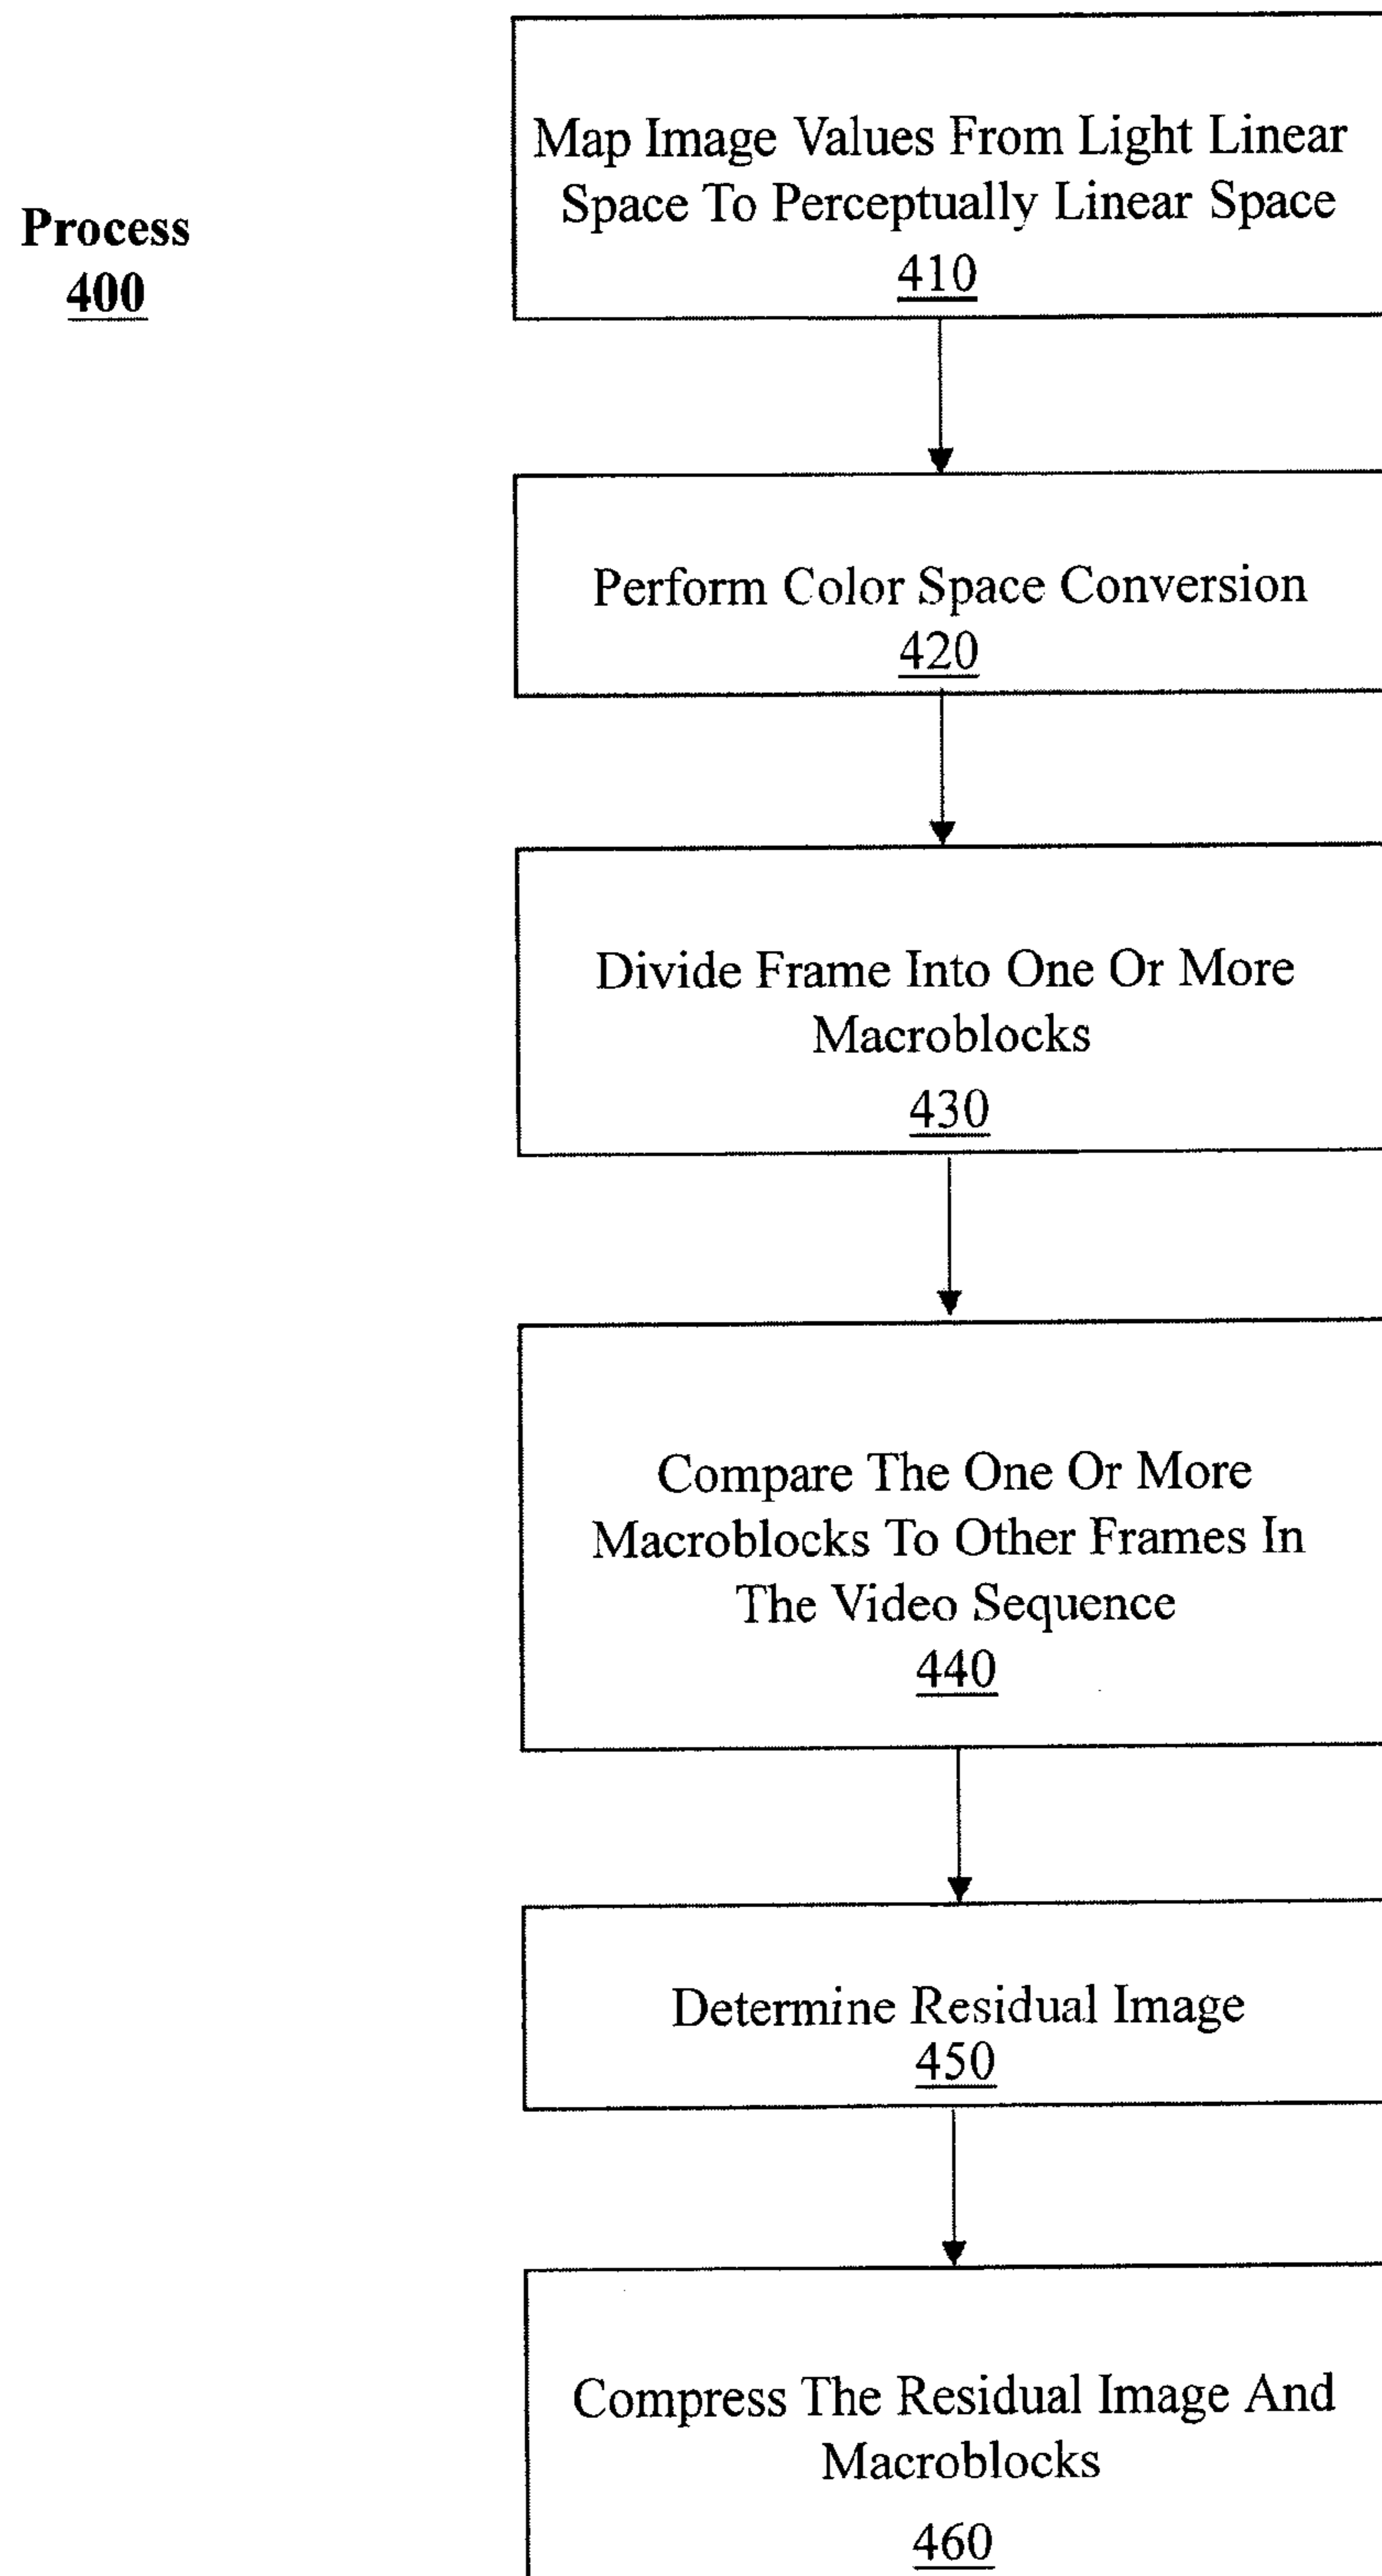 Process
400
Map Image Values From Light Linear
Space To Perceptually Linear Space
410
Perform Color Space Conversion
420
Divide Frame Into One Or More
Macroblocks
430
Compare The One Or More
Macroblocks To Other Frames In
The Video Sequence
440
Determine Residual Image
450
Compress The Residual Image And
Macroblocks
460